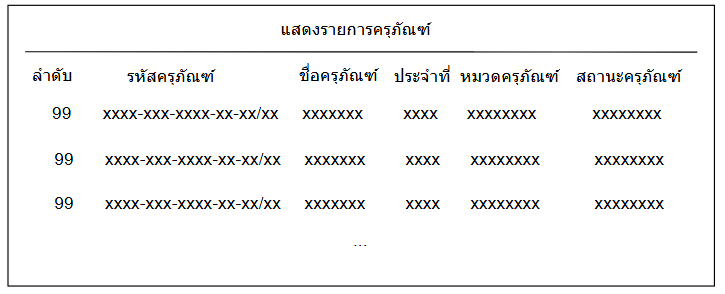 แสดงรายการครุภัณฑ์
ลำดับ รหัสครุภัณฑ์ ชื่อครุภัณฑ์ ประจำที่ หมวดครุภัณฑ์ สถานะครุภัณฑ์
99 xxxx-xxx-xxxx-xx-xx/xx xxxxxxx xxxx xxxxxxxx xxxxxxxx
99 xxxx-xxx-xxxx-xx-xx/xx xxxxxxx xxxx xxxxxxxx xxxxxxxx
99 xxxx-xxx-xxxx-xx-xx/xx xxxxxxx xxxx xxxxxxxx xxxxxxxx
...